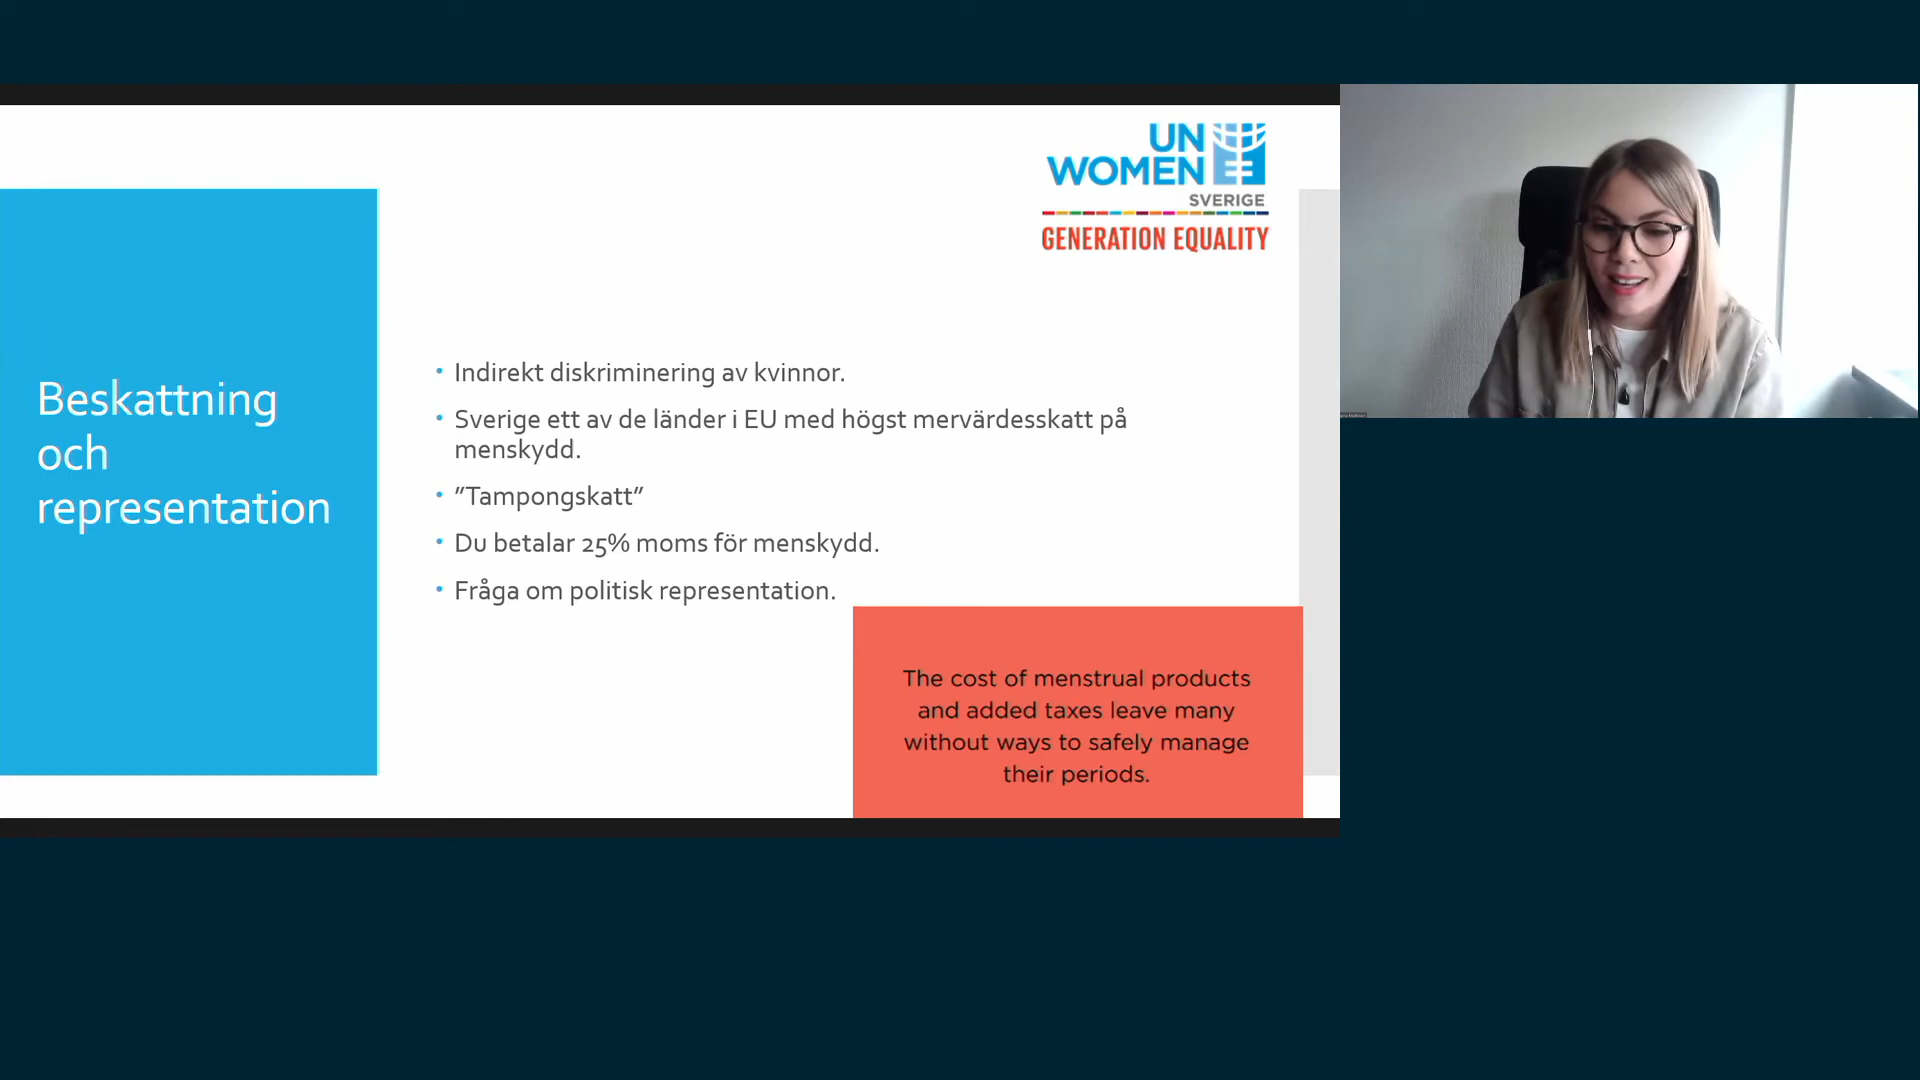 UN
WOMEN
SVERIGE
GENERATION EQUALITY
Beskattning
och
representation
• Indirekt diskriminering av kvinnor.
• Sverige ett av de länder i EU med högst mervärdesskatt på
menskydd.
• ”Tampongskatt”
• Du betalar 25% moms för menskydd.
• Fråga om politisk representation.
The cost of menstrual products
and added taxes leave many
without ways to safely manage
their periods.